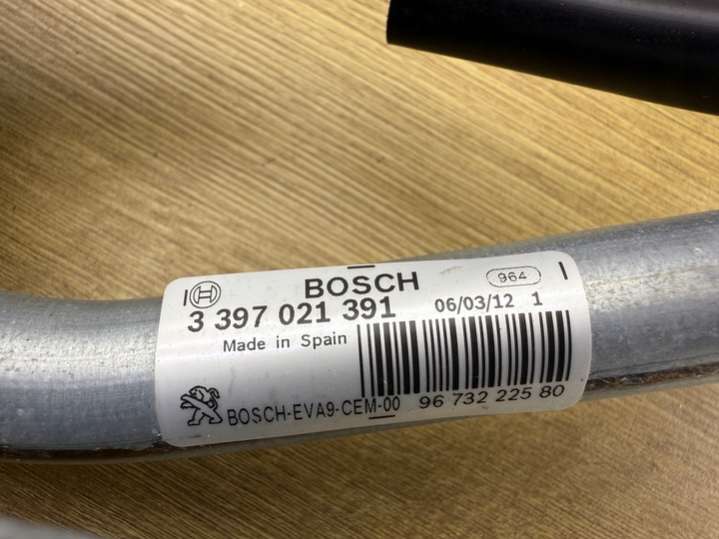 BOSCH
964
3 397 021 391
06/03/12 1
Made in Spain
BOSCH-EVA9-CEM-00
96 732 225 80